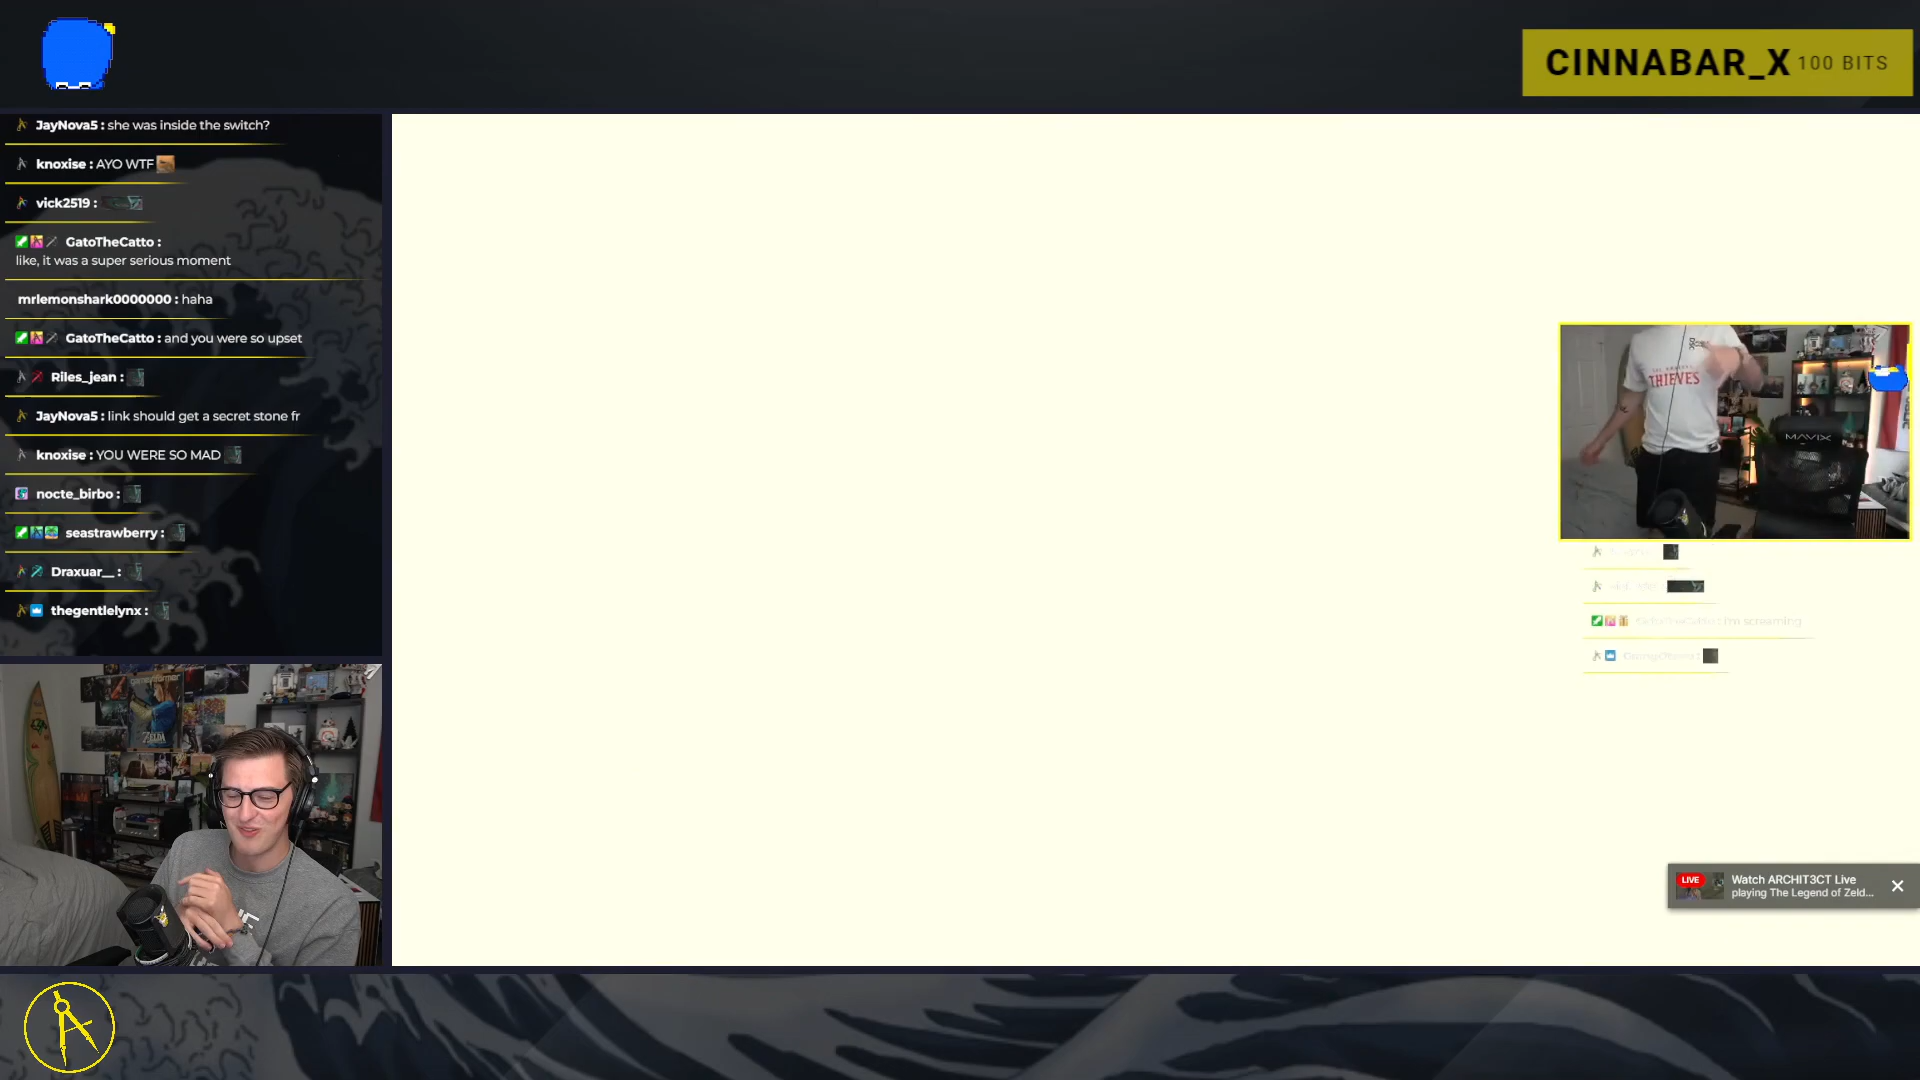 CINNABAR_X 100 BITS
JayNova5 : she was inside the switch?
knoxise : AYO WTF
vick2519 :
GatoTheCatto :
like, it was a super serious moment
mrlemonshark0000000 : haha
GatoTheCatto : and you were so upset
Riles_jean :
JayNova5 : link should get a secret stone fr
knoxise : YOU WERE SO MAD
nocte_birbo :
seastrawberry :
Draxuar__ :
thegentlelynx :
THIEVES
MAVIX
I'm screaming
LIVE
Watch ARCHIT3CT Live
playing The Legend of Zeld...
ZELDA